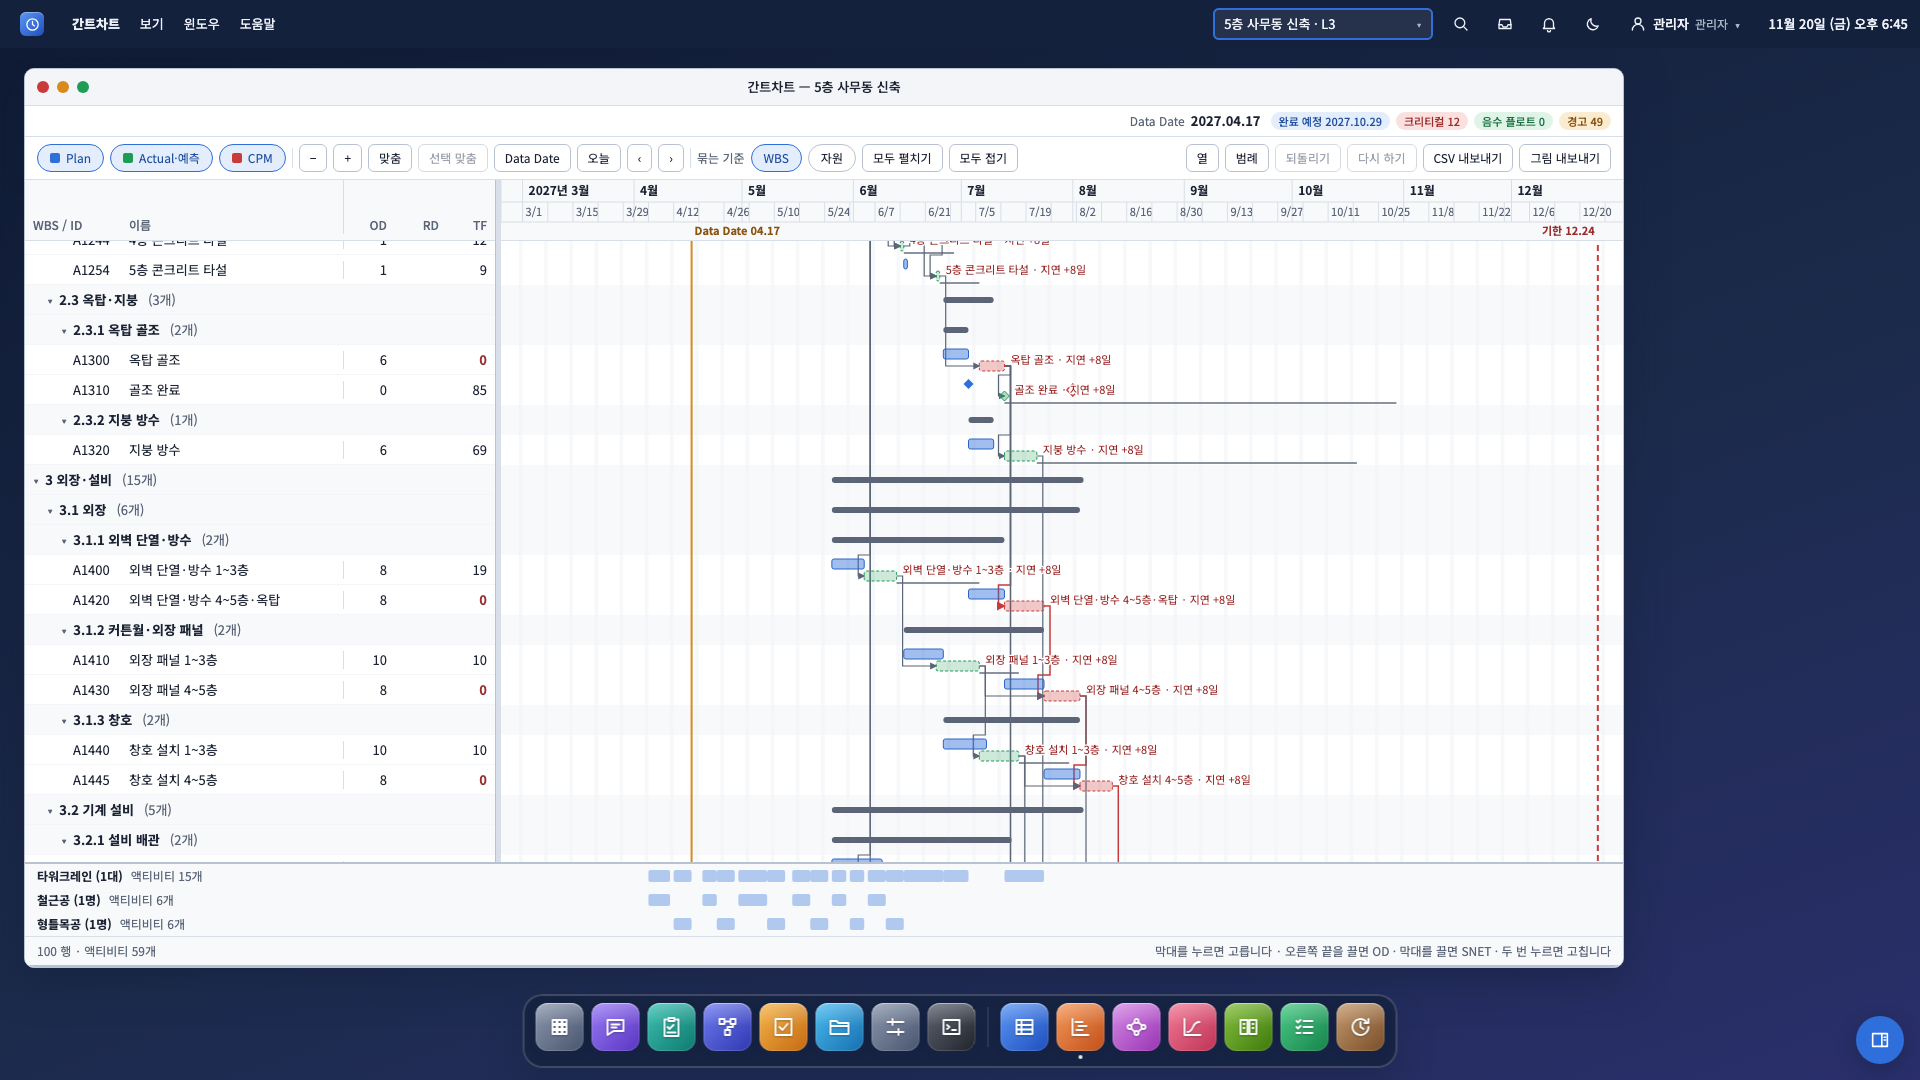 간트차트 보기 윈도우 도움말
5층 사무동 신축 · L3
관리자 관리자
11월 20일 (금) 오후 6:45
간트차트 — 5층 사무동 신축
Data Date 2027.04.17 완료 예정 2027.10.29 크리티컬 12 음수 플로트 0 경고 49
Plan Actual·예측 CPM − + 맞춤 선택 맞춤 Data Date 오늘 ‹ › 묶는 기준 WBS 자원 모두 펼치기 모두 접기 열 범례 되돌리기 다시 하기 CSV 내보내기 그림 내보내기
2027년 3월 4월 5월 6월 7월 8월 9월 10월 11월 12월
WBS / ID 이름 OD RD TF
3/1 3/15 3/29 4/12 4/26 5/10 5/24 6/7 6/21 7/5 7/19 8/2 8/16 8/30 9/13 9/27 10/11 10/25 11/8 11/22 12/6 12/20
Data Date 04.17 기한 12.24
A1244 4층 콘크리트 타설 1 12 4층 콘크리트 타설 · 지연 +8일
A1254 5층 콘크리트 타설 1 9 5층 콘크리트 타설 · 지연 +8일
2.3 옥탑·지붕 (3개)
2.3.1 옥탑 골조 (2개)
A1300 옥탑 골조 6 0 옥탑 골조 · 지연 +8일
A1310 골조 완료 0 85 골조 완료 · 지연 +8일
2.3.2 지붕 방수 (1개)
A1320 지붕 방수 6 69 지붕 방수 · 지연 +8일
3 외장·설비 (15개)
3.1 외장 (6개)
3.1.1 외벽 단열·방수 (2개)
A1400 외벽 단열·방수 1~3층 8 19 외벽 단열·방수 1~3층 · 지연 +8일
A1420 외벽 단열·방수 4~5층·옥탑 8 0 외벽 단열·방수 4~5층·옥탑 · 지연 +8일
3.1.2 커튼월·외장 패널 (2개)
A1410 외장 패널 1~3층 10 10 외장 패널 1~3층 · 지연 +8일
A1430 외장 패널 4~5층 8 0 외장 패널 4~5층 · 지연 +8일
3.1.3 창호 (2개)
A1440 창호 설치 1~3층 10 10 창호 설치 1~3층 · 지연 +8일
A1445 창호 설치 4~5층 8 0 창호 설치 4~5층 · 지연 +8일
3.2 기계 설비 (5개)
3.2.1 설비 배관 (2개)
타워크레인 (1대) 액티비티 15개
철근공 (1명) 액티비티 6개
형틀목공 (1명) 액티비티 6개
100 행 · 액티비티 59개 막대를 누르면 고릅니다 · 오른쪽 끝을 끌면 OD · 막대를 끌면 SNET · 두 번 누르면 고칩니다